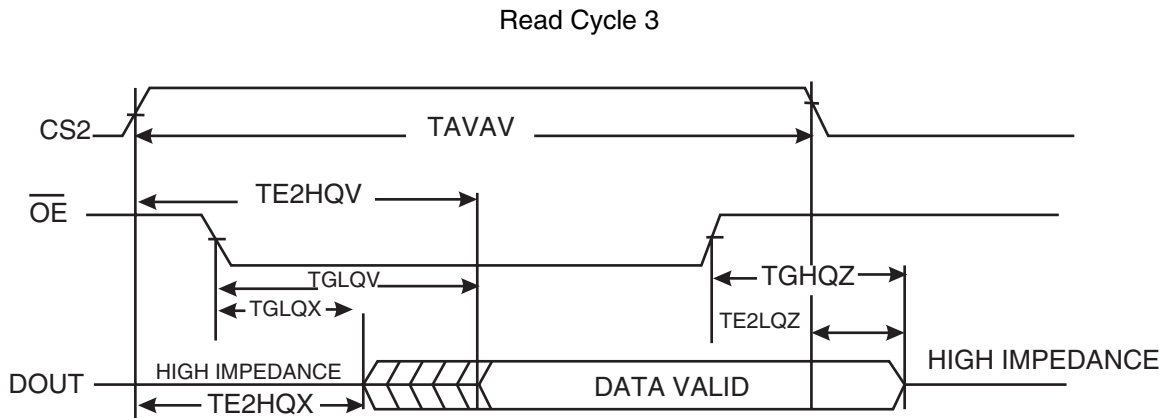 Read Cycle 3
CS2
TAVAV
OE
TE2HQV
TGLQV
TGHQZ
TGLQX
TE2LQZ
DOUT
HIGH IMPEDANCE
DATA VALID
HIGH IMPEDANCE
TE2HQX